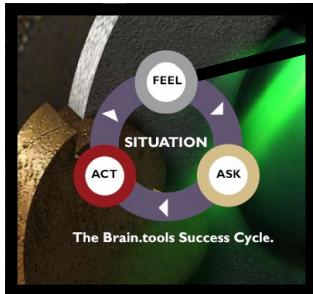 FEEL
SITUATION
ACT
ASK
The Brain.tools Success Cycle.